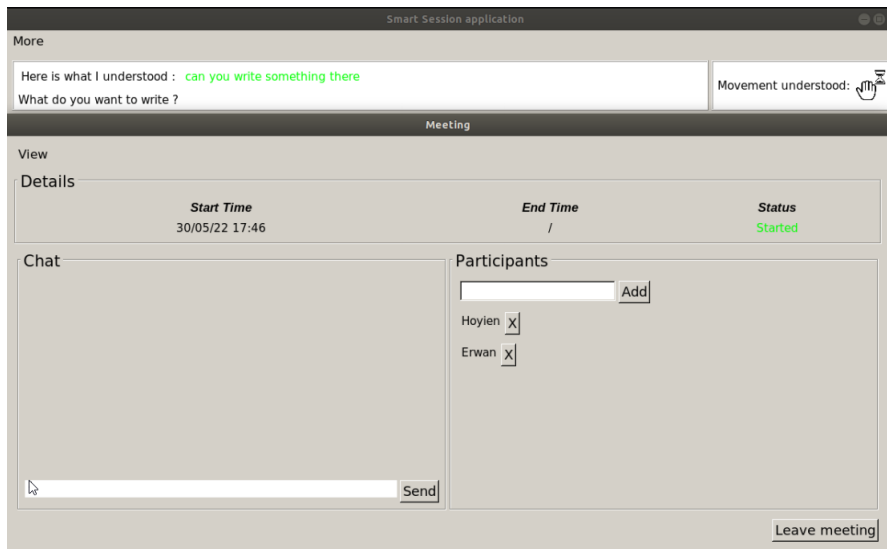 Smart Session application
More
Here is what I understood : can you write something there
What do you want to write ?
Movement understood:
Meeting
View
Details
Start Time End Time Status
30/05/22 17:46 / Started
Chat
Participants
Add
Hoyien X
Erwan X
Send
Leave meeting